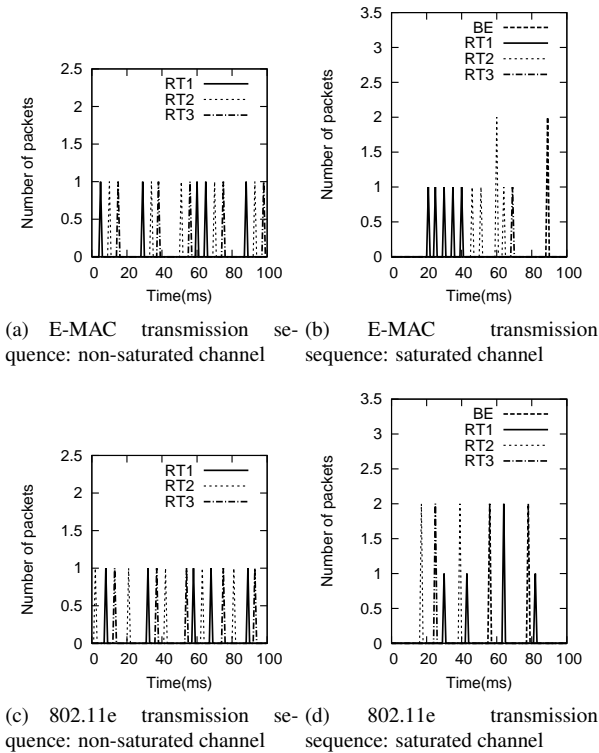 2.5
2
1.5
1
0.5
0
Number of packets
RT1
RT2
RT3
0 20 40 60 80 100
Time(ms)
(a) E-MAC transmission se-
quence: non-saturated channel
3.5
3
2.5
2
1.5
1
0.5
0
Number of packets
BE
RT1
RT2
RT3
0 20 40 60 80 100
Time(ms)
(b) E-MAC transmission
sequence: saturated channel
2.5
2
1.5
1
0.5
0
Number of packets
RT1
RT2
RT3
0 20 40 60 80 100
Time(ms)
(c) 802.11e transmission se-
quence: non-saturated channel
3.5
3
2.5
2
1.5
1
0.5
0
Number of packets
BE
RT1
RT2
RT3
0 20 40 60 80 100
Time(ms)
(d) 802.11e transmission
sequence: saturated channel